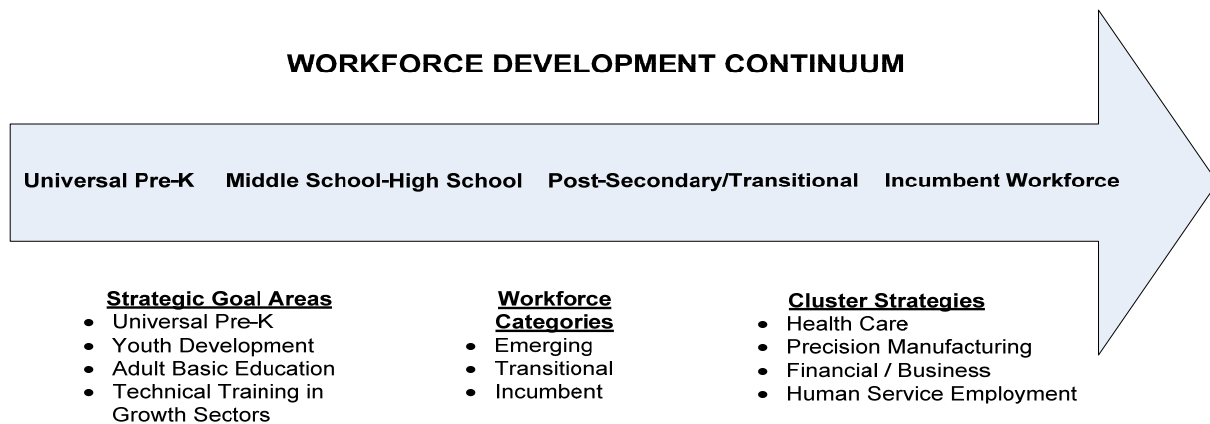 WORKFORCE DEVELOPMENT CONTINUUM
Universal Pre-K Middle School-High School Post-Secondary/Transitional Incumbent Workforce
Strategic Goal Areas
• Universal Pre-K
• Youth Development
• Adult Basic Education
• Technical Training in
Growth Sectors
Workforce
Categories
• Emerging
• Transitional
• Incumbent
Cluster Strategies
• Health Care
• Precision Manufacturing
• Financial / Business
• Human Service Employment